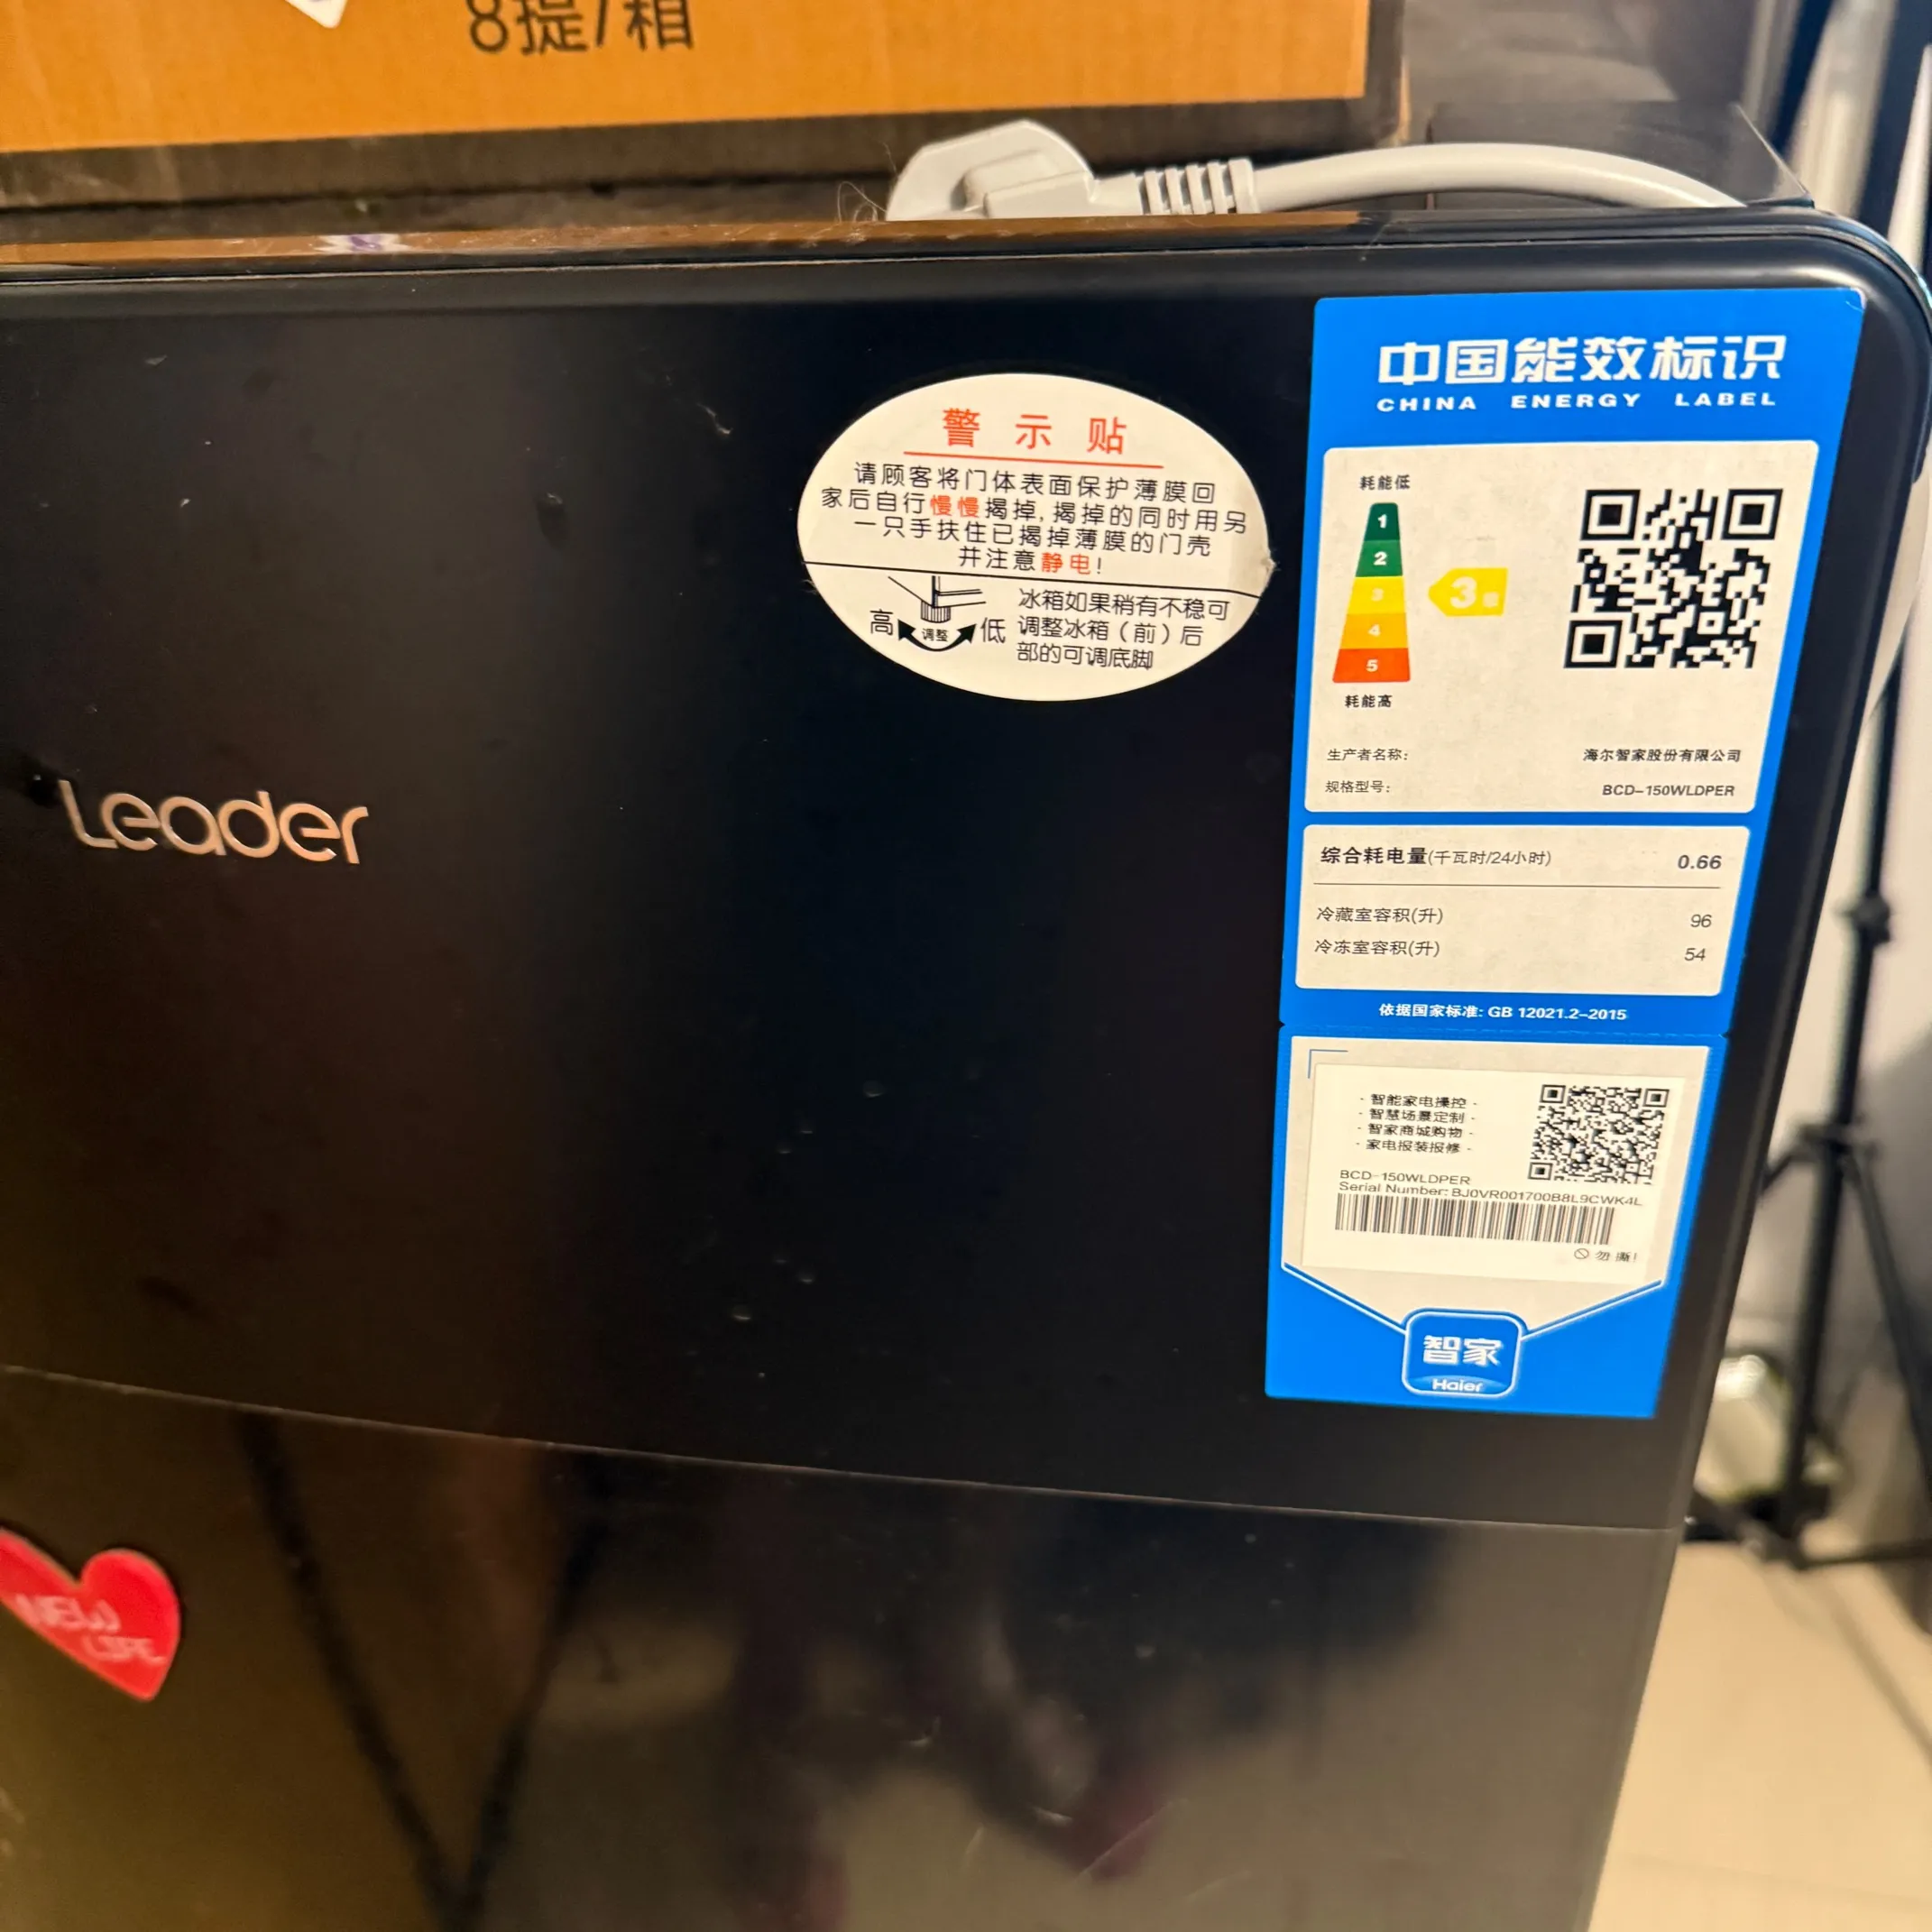 8提/箱
警示贴
请顾客将门体表面保护薄膜回
家后自行慢慢揭掉,揭掉的同时用另
一只手扶住已揭掉薄膜的门壳
并注意静电!
高 调整 低
冰箱如果稍有不稳可
调整冰箱(前)后
部的可调底脚
Leader
中国能效标识
CHINA ENERGY LABEL
耗能低
1
2
3
4
5
3级
耗能高
生产者名称: 海尔智家股份有限公司
规格型号: BCD-150WLDPER
综合耗电量(千瓦时/24小时) 0.66
冷藏室容积(升) 96
冷冻室容积(升) 54
依据国家标准: GB 12021.2-2015
- 智能家电操控 -
- 智慧场景定制 -
- 智家商城购物 -
- 家电报装报修 -
BCD-150WLDPER
Serial Number: BJ0VR001700B8L9CWK4L
勿撕!
智家
Haier
NEW
LIFE